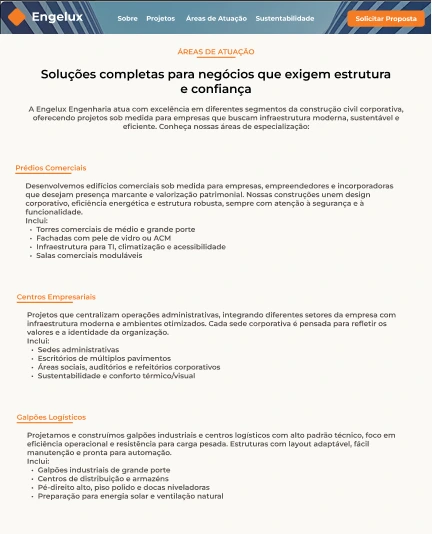 Engelux
Sobre Projetos Áreas de Atuação Sustentabilidade
Solicitar Proposta
ÁREAS DE ATUAÇÃO
Soluções completas para negócios que exigem estrutura
e confiança
A Engelux Engenharia atua com excelência em diferentes segmentos da construção civil corporativa,
oferecendo projetos sob medida para empresas que buscam infraestrutura moderna, sustentável e
eficiente. Conheça nossas áreas de especialização:
Prédios Comerciais
Desenvolvemos edifícios comerciais sob medida para empresas, empreendedores e incorporadoras
que desejam presença marcante e valorização patrimonial. Nossas construções unem design
corporativo, eficiência energética e estrutura robusta, sempre com atenção à segurança e à
funcionalidade.
Inclui:
• Torres comerciais de médio e grande porte
• Fachadas com pele de vidro ou ACM
• Infraestrutura para TI, climatização e acessibilidade
• Salas comerciais moduláveis
Centros Empresariais
Projetos que centralizam operações administrativas, integrando diferentes setores da empresa com
infraestrutura moderna e ambientes otimizados. Cada sede corporativa é pensada para refletir os
valores e a identidade da organização.
Inclui:
• Sedes administrativas
• Escritórios de múltiplos pavimentos
• Áreas sociais, auditórios e refeitórios corporativos
• Sustentabilidade e conforto térmico/visual
Galpões Logísticos
Projetamos e construímos galpões industriais e centros logísticos com alto padrão técnico, foco em
eficiência operacional e resistência para carga pesada. Estruturas com layout adaptável, fácil
manutenção e pronta para automação.
Inclui:
• Galpões industriais de grande porte
• Centros de distribuição e armazéns
• Pé-direito alto, piso polido e docas niveladoras
• Preparação para energia solar e ventilação natural